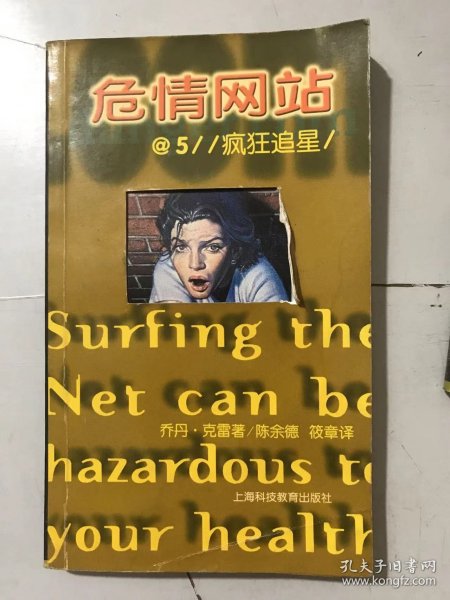 危情网站
@5//疯狂追星/
Surfing the
Net can be
乔丹·克雷著/陈余德 筱章译
hazardous to
上海科技教育出版社
your health
孔夫子旧书网
www.kongfz.com